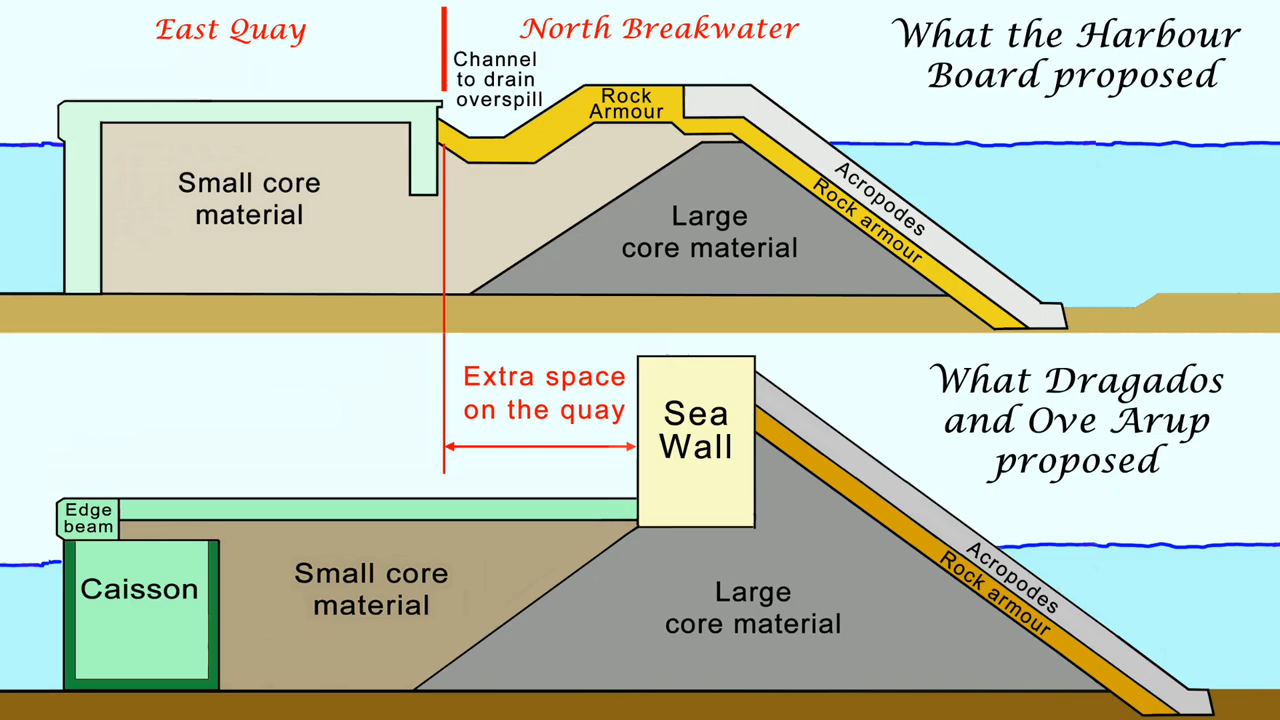 East Quay
North Breakwater
What the Harbour
Board proposed
Channel
to drain
overspill
Rock
Armour
Small core
material
Large
core material
Acropodes
Rock armour
Extra space
on the quay
Sea
Wall
What Dragados
and Ove Arup
proposed
Edge
beam
Caisson
Small core
material
Large
core material
Acropodes
Rock armour